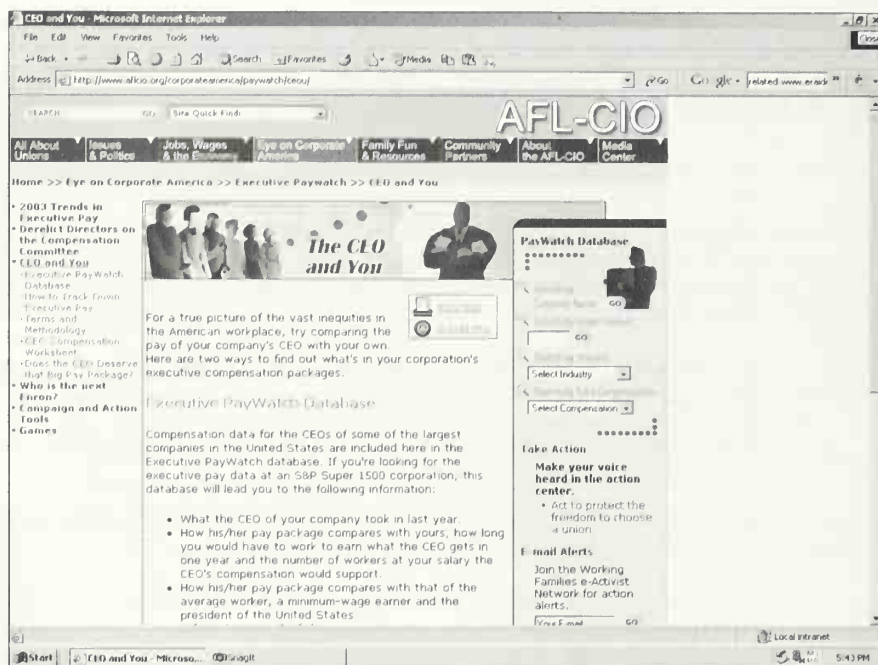 CEO and You - Microsoft Internet Explorer
File Edit View Favorites Tools Help
Close
Back Search Favorites Media
Address http://www.aflcio.org/corporateamerica/paywatch/ceou/ Go Google related:www.eraider
SEARCH GO Site Quick Find:
AFL-CIO
All About Unions
Issues & Politics
Jobs, Wages & the Economy
Eye on Corporate America
Family Fun & Resources
Community Partners
About the AFL-CIO
Media Center
Home >> Eye on Corporate America >> Executive Paywatch >> CEO and You
• 2003 Trends in
Executive Pay
• Derelict Directors on
the Compensation
Committee
• CEO and You
•Executive PayWatch
Database
•How to Track Down
Executive Pay
•Terms and
Methodology
•CEO Compensation
Worksheet
•Does the CEO Deserve
that Big Pay Package?
• Who is the next
Enron?
• Campaign and Action
Tools
• Games
The CEO
and You
For a true picture of the vast inequities in
the American workplace, try comparing the
pay of your company's CEO with your own.
Here are two ways to find out what's in your corporation's
executive compensation packages.
Executive PayWatch Database
Compensation data for the CEOs of some of the largest
companies in the United States are included here in the
Executive PayWatch database. If you're looking for the
executive pay data at an S&P Super 1500 corporation, this
database will lead you to the following information:
• What the CEO of your company took in last year.
• How his/her pay package compares with yours, how long
you would have to work to earn what the CEO gets in
one year and the number of workers at your salary the
CEO's compensation would support.
• How his/her pay package compares with that of the
average worker, a minimum-wage earner and the
president of the United States
PayWatch Database
GO
GO
Select Industry
Select Compensation
Take Action
Make your voice
heard in the action
center.
• Act to protect the
freedom to choose
a union
E-mail Alerts
Join the Working
Families e-Activist
Network for action
alerts.
Your E-mail GO
Local intranet
Start CEO and You - Microso... SnagIt 5:43 PM